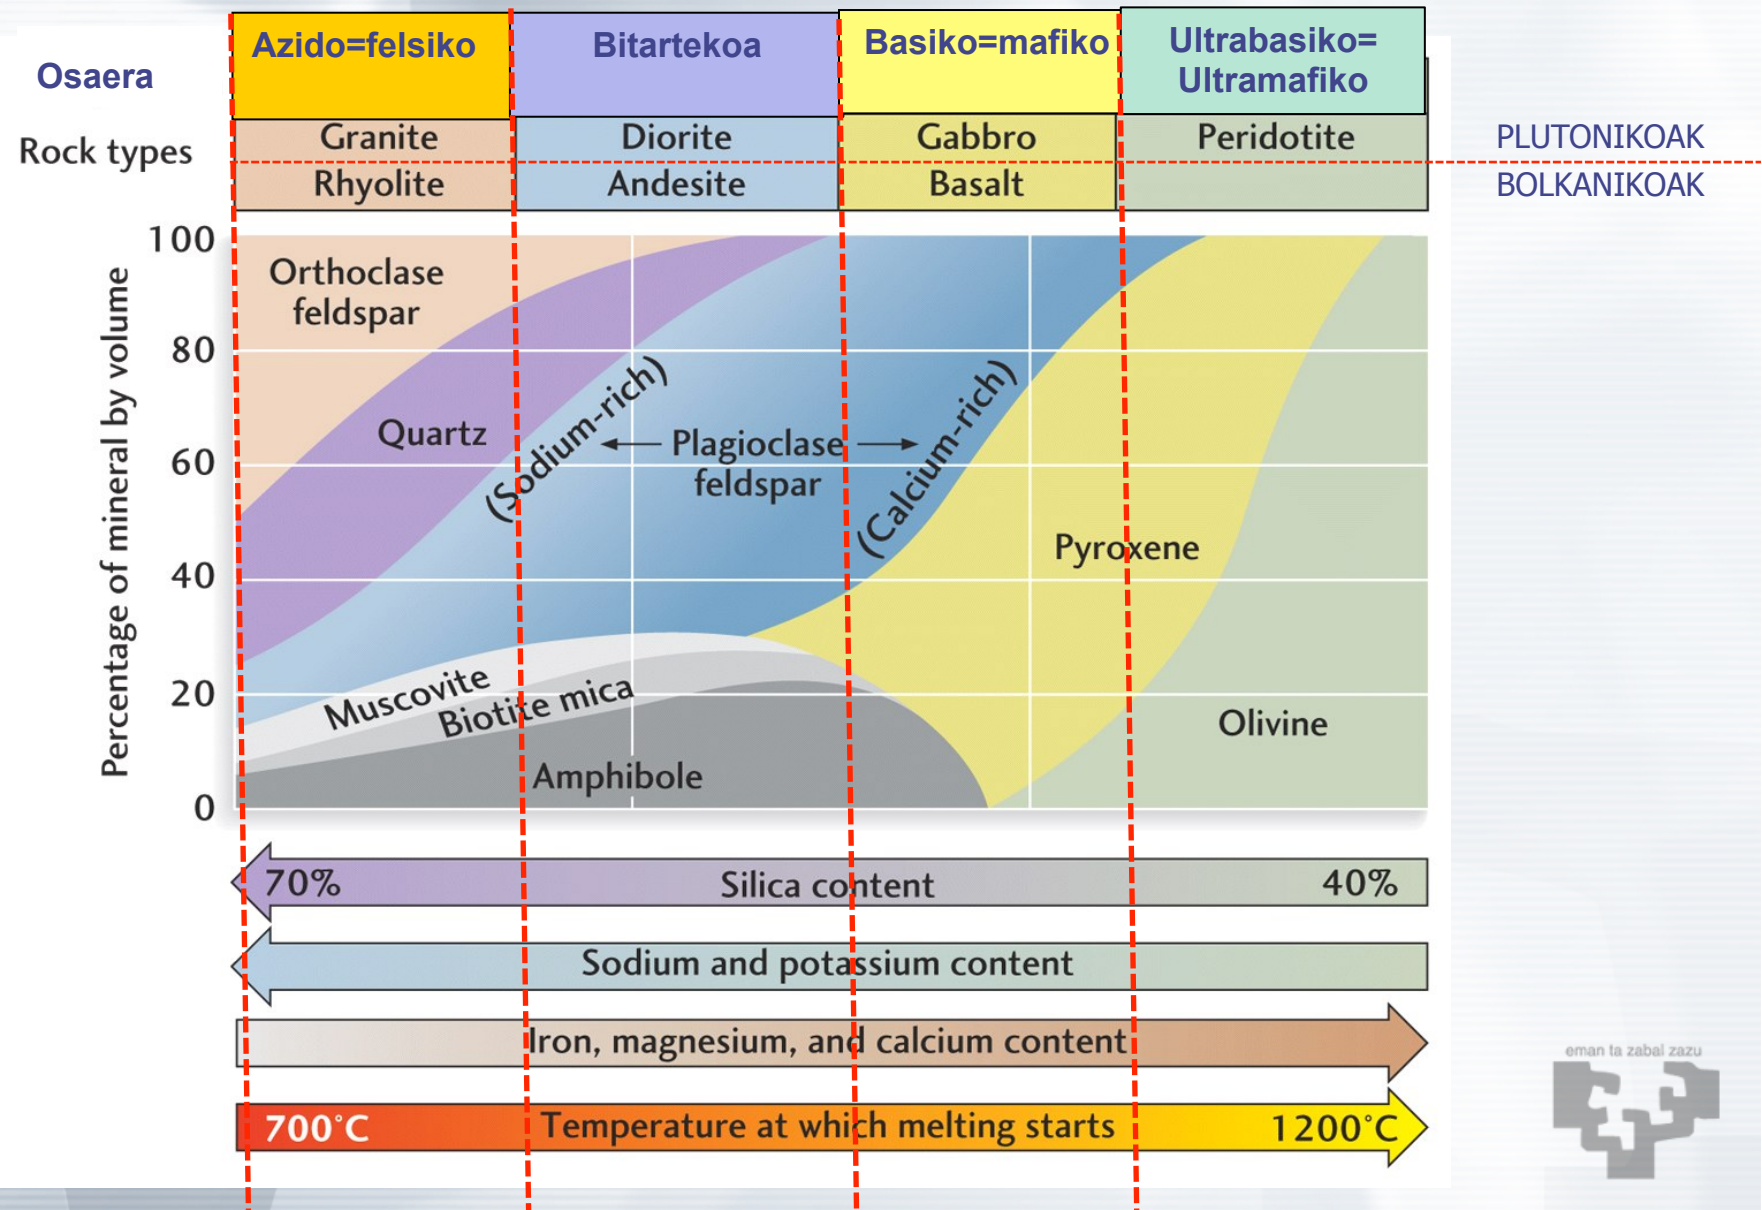 Osaera
Azido=felsiko
Bitartekoa
Basiko=mafiko
Ultrabasiko=
Ultramafiko
Rock types
Granite
Diorite
Gabbro
Peridotite
PLUTONIKOAK
Rhyolite
Andesite
Basalt
BOLKANIKOAK
Percentage of mineral by volume
100
80
60
40
20
0
Orthoclase
feldspar
Quartz
(Sodium-rich)
Plagioclase
feldspar
(Calcium-rich)
Pyroxene
Muscovite
Biotite mica
Amphibole
Olivine
70%
Silica content
40%
Sodium and potassium content
Iron, magnesium, and calcium content
700°C
Temperature at which melting starts
1200°C
eman ta zabal zazu